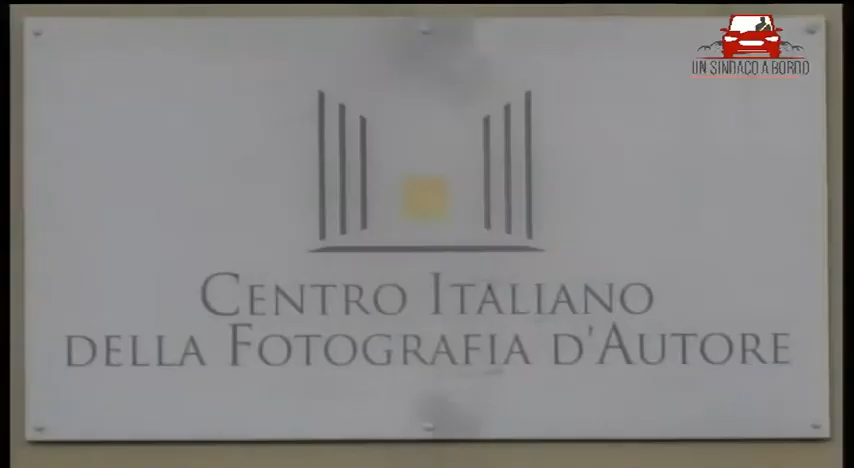 UN SINDACO A BORDO
CENTRO ITALIANO
DELLA FOTOGRAFIA D'AUTORE